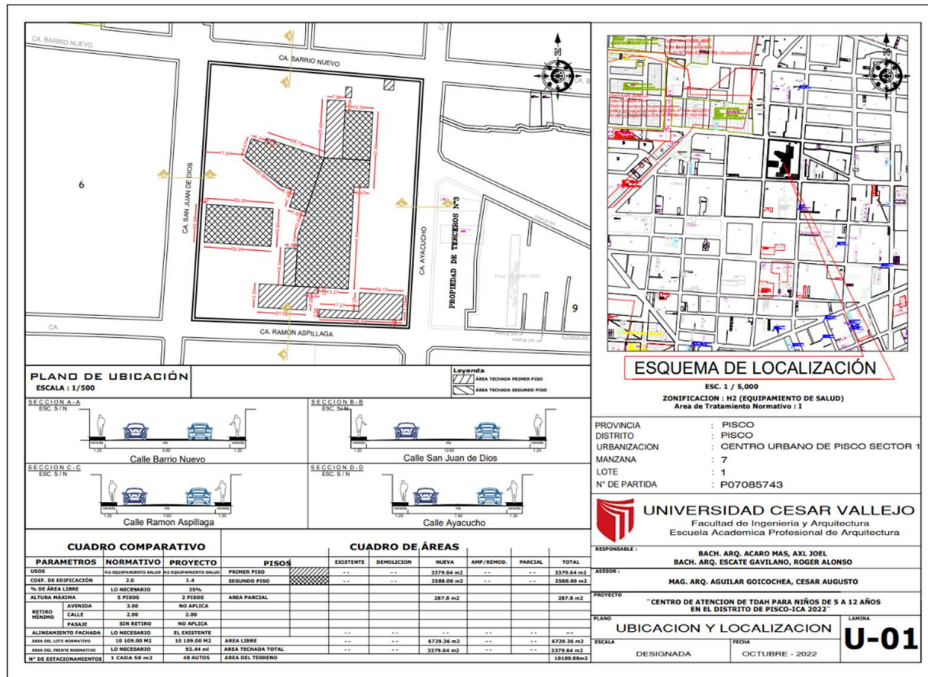 CA. BARRIO NUEVO
CA. BARRIO NUEVO
6
CA. SAN JUAN DE DIOS
CA. AYACUCHO
PROPIEDAD DE TERCEROS N°3
9
CA.
CA. RAMON ASPILLAGA
PLANO DE UBICACIÓN
ESCALA : 1/500
Leyenda
ÁREA TECHADA PRIMER PISO
ÁREA TECHADA SEGUNDO PISO
SECCION A-A
ESC. S / N
Calle Barrio Nuevo
SECCION B-B
ESC. S / N
Calle San Juan de Dios
SECCION C-C
ESC. S / N
Calle Ramon Aspillaga
SECCION D-D
ESC. S / N
Calle Ayacucho
CUADRO COMPARATIVO
PARAMETROS NORMATIVO PROYECTO
USOS H2-EQUIPAMIENTO SALUD H2-EQUIPAMIENTO SALUD
COEF. DE EDIFICACIÓN 2.0 1.4
% DE ÁREA LIBRE LO NECESARIO 35%
ALTURA MAXIMA 5 PISOS 2 PISOS
RETIRO MÍNIMO
AVENIDA 3.00 NO APLICA
CALLE 2.00 2.00
PASAJE SIN RETIRO NO APLICA
ALINEAMIENTO FACHADA LO NECESARIO EL EXISTENTE
ÁREA DEL LOTE NORMATIVO 10 109.00 M2 10 109.00 M2
ÁREA DEL FRENTE NORMATIVO 92.44 ml
N° DE ESTACIONAMIENTOS 1 CADA 50 m2 48 AUTOS
CUADRO DE ÁREAS
PISOS EXISTENTE DEMOLICION NUEVA AMP/REMOD. PARCIAL TOTAL
PRIMER PISO -- -- 3379.64 m2 -- -- 3379.64 m2
SEGUNDO PISO -- -- 2588.00 m2 -- -- 2588.00 m2
AREA PARCIAL 287.8 m2 287.8 m2
AREA LIBRE -- -- 6729.36 m2 -- -- 6729.36 m2
AREA TECHADA TOTAL -- -- 3379.64 m2 -- -- 3379.64 m2
AREA DEL TERRENO 10109.00m2
ESQUEMA DE LOCALIZACIÓN
ESC. 1 / 5,000
ZONIFICACION : H2 (EQUIPAMIENTO DE SALUD)
Area de Tratamiento Normativo : I
PROVINCIA : PISCO
DISTRITO : PISCO
URBANIZACION : CENTRO URBANO DE PISCO SECTOR 1
MANZANA : 7
LOTE : 1
N° DE PARTIDA : P07085743
UNIVERSIDAD CESAR VALLEJO
Facultad de Ingeniería y Arquitectura
Escuela Academica Profesional de Arquitectura
RESPONSABLE :
BACH. ARQ. ACARO MAS, AXL JOEL
BACH. ARQ. ESCATE GAVILANO, ROGER ALONSO
ASESOR :
MAG. ARQ. AGUILAR GOICOCHEA, CESAR AUGUSTO
PROYECTO
"CENTRO DE ATENCION DE TDAH PARA NIÑOS DE 5 A 12 AÑOS
EN EL DISTRITO DE PISCO-ICA 2022"
PLANO
UBICACION Y LOCALIZACION
LAMINA
U-01
ESCALA
DESIGNADA
FECHA
OCTUBRE - 2022